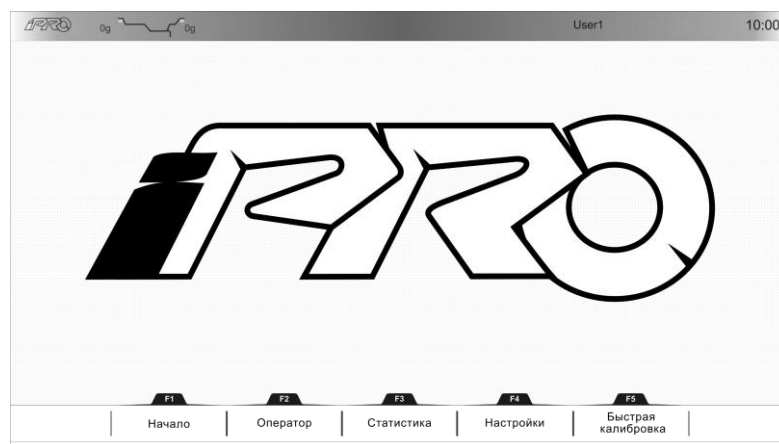 iPRO 0g 0g User1 10:00
iPRO
F1 F2 F3 F4 F5
Начало Оператор Статистика Настройки Быстрая калибровка